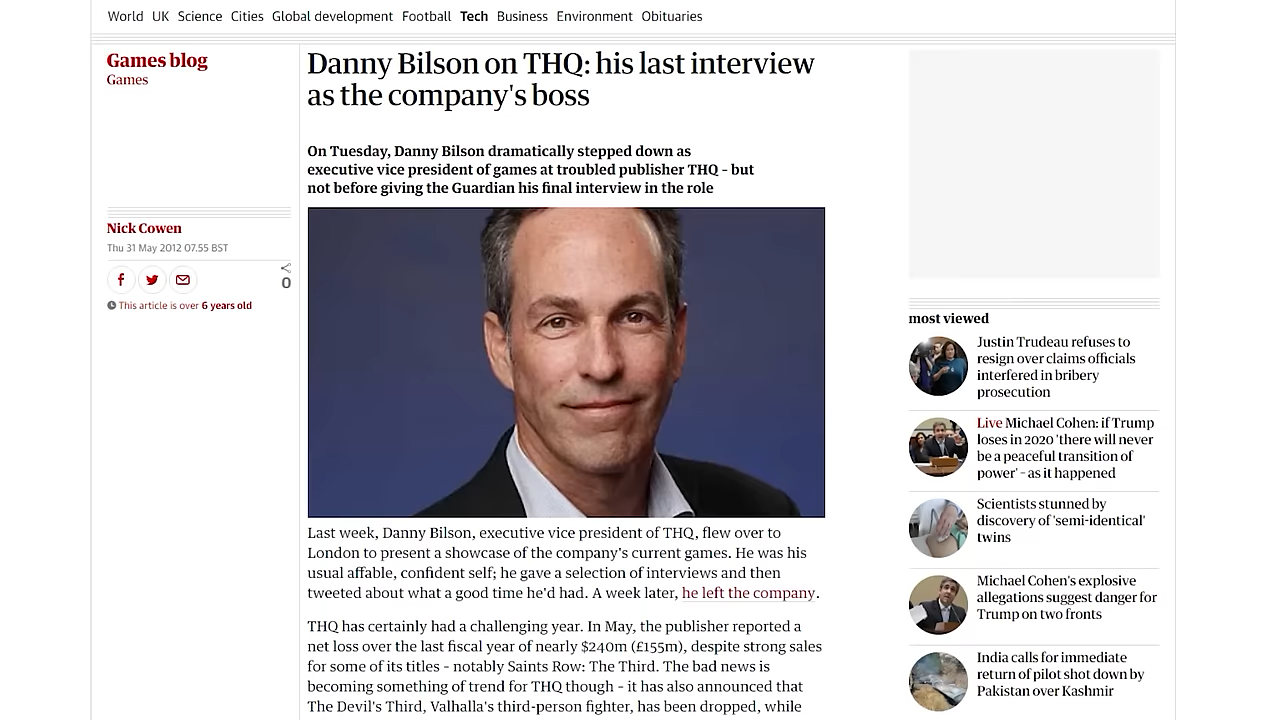 World UK Science Cities Global development Football Tech Business Environment Obituaries
Games blog
Games
Nick Cowen
Thu 31 May 2012 07.55 BST
0
This article is over 6 years old
Danny Bilson on THQ: his last interview
as the company's boss
On Tuesday, Danny Bilson dramatically stepped down as
executive vice president of games at troubled publisher THQ – but
not before giving the Guardian his final interview in the role
Last week, Danny Bilson, executive vice president of THQ, flew over to
London to present a showcase of the company's current games. He was his
usual affable, confident self; he gave a selection of interviews and then
tweeted about what a good time he'd had. A week later, he left the company.
THQ has certainly had a challenging year. In May, the publisher reported a
net loss over the last fiscal year of nearly $240m (£155m), despite strong sales
for some of its titles – notably Saints Row: The Third. The bad news is
becoming something of trend for THQ though – it has also announced that
The Devil's Third, Valhalla's third-person fighter, has been dropped, while
most viewed
Justin Trudeau refuses to
resign over claims officials
interfered in bribery
prosecution
Live Michael Cohen: if Trump
loses in 2020 'there will never
be a peaceful transition of
power' – as it happened
Scientists stunned by
discovery of 'semi-identical'
twins
Michael Cohen's explosive
allegations suggest danger for
Trump on two fronts
India calls for immediate
return of pilot shot down by
Pakistan over Kashmir